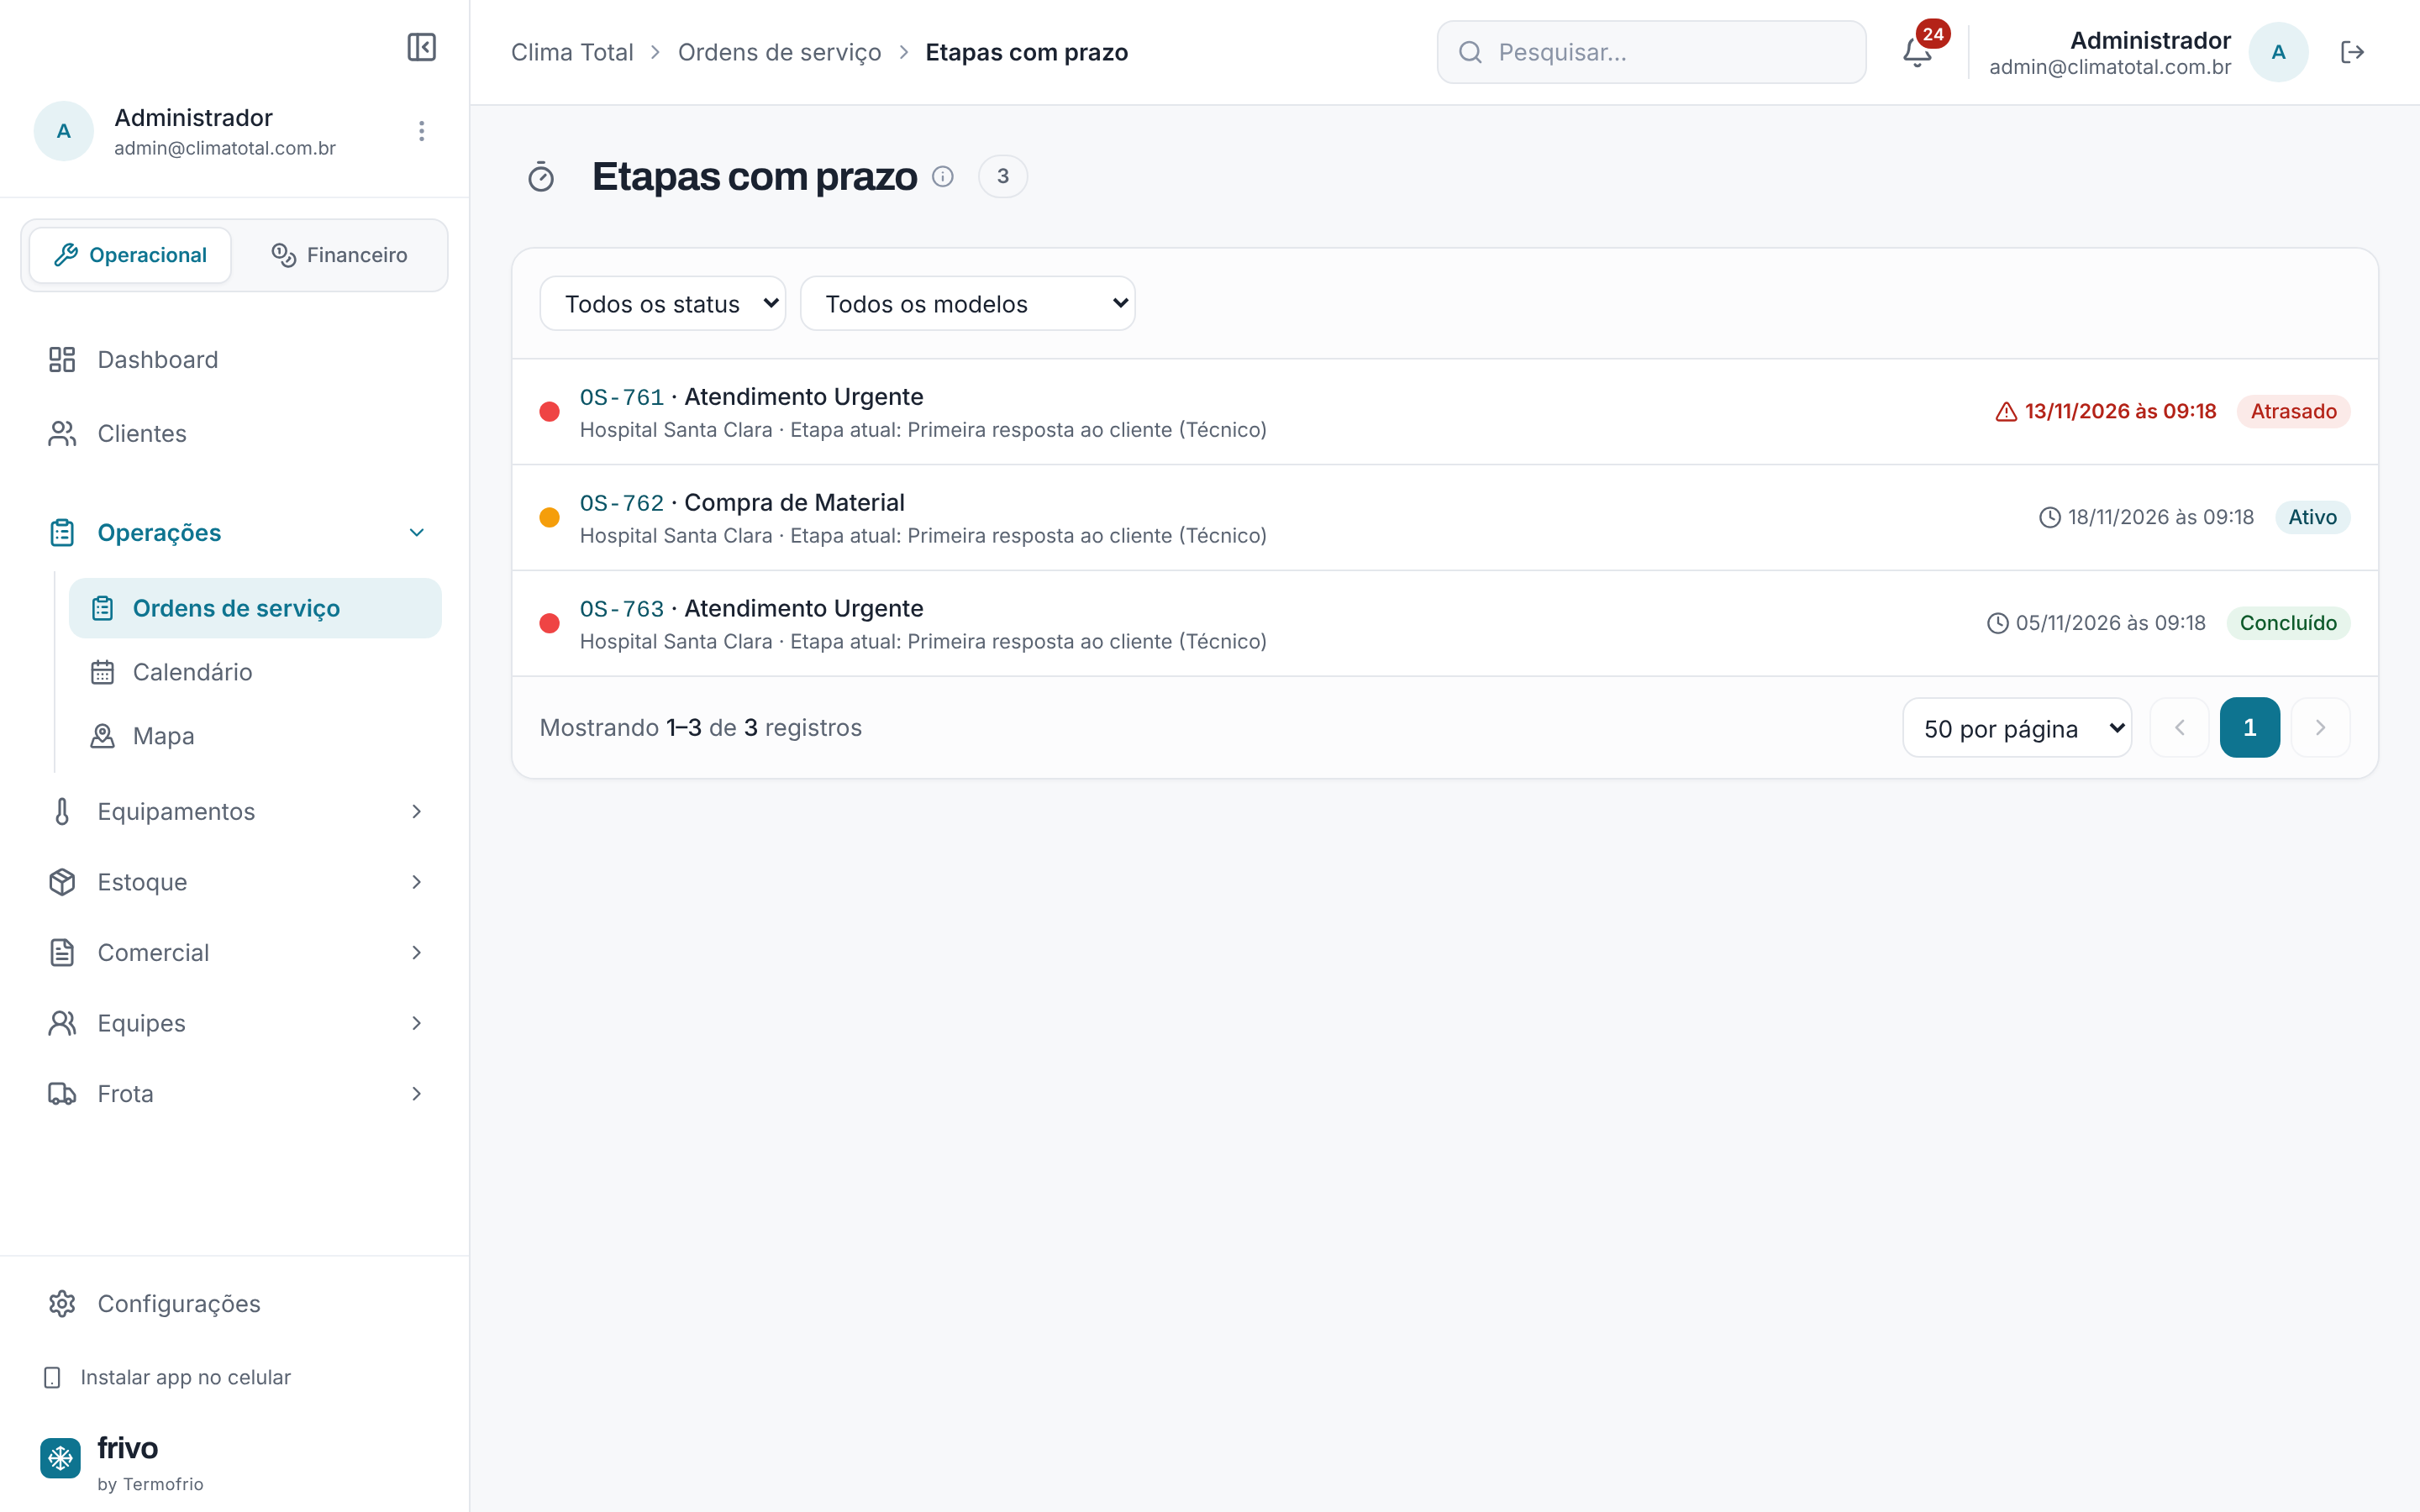 A
Administrador
admin@climatotal.com.br
Operacional
Financeiro
Dashboard
Clientes
Operações
Ordens de serviço
Calendário
Mapa
Equipamentos
Estoque
Comercial
Equipes
Frota
Configurações
Instalar app no celular
frivo
by Termofrio
Clima Total > Ordens de serviço > Etapas com prazo
Pesquisar...
24
Administrador
admin@climatotal.com.br
A
Etapas com prazo
3
Todos os status
Todos os modelos
OS-761 · Atendimento Urgente
Hospital Santa Clara · Etapa atual: Primeira resposta ao cliente (Técnico)
13/11/2026 às 09:18
Atrasado
OS-762 · Compra de Material
Hospital Santa Clara · Etapa atual: Primeira resposta ao cliente (Técnico)
18/11/2026 às 09:18
Ativo
OS-763 · Atendimento Urgente
Hospital Santa Clara · Etapa atual: Primeira resposta ao cliente (Técnico)
05/11/2026 às 09:18
Concluído
Mostrando 1–3 de 3 registros
50 por página
1